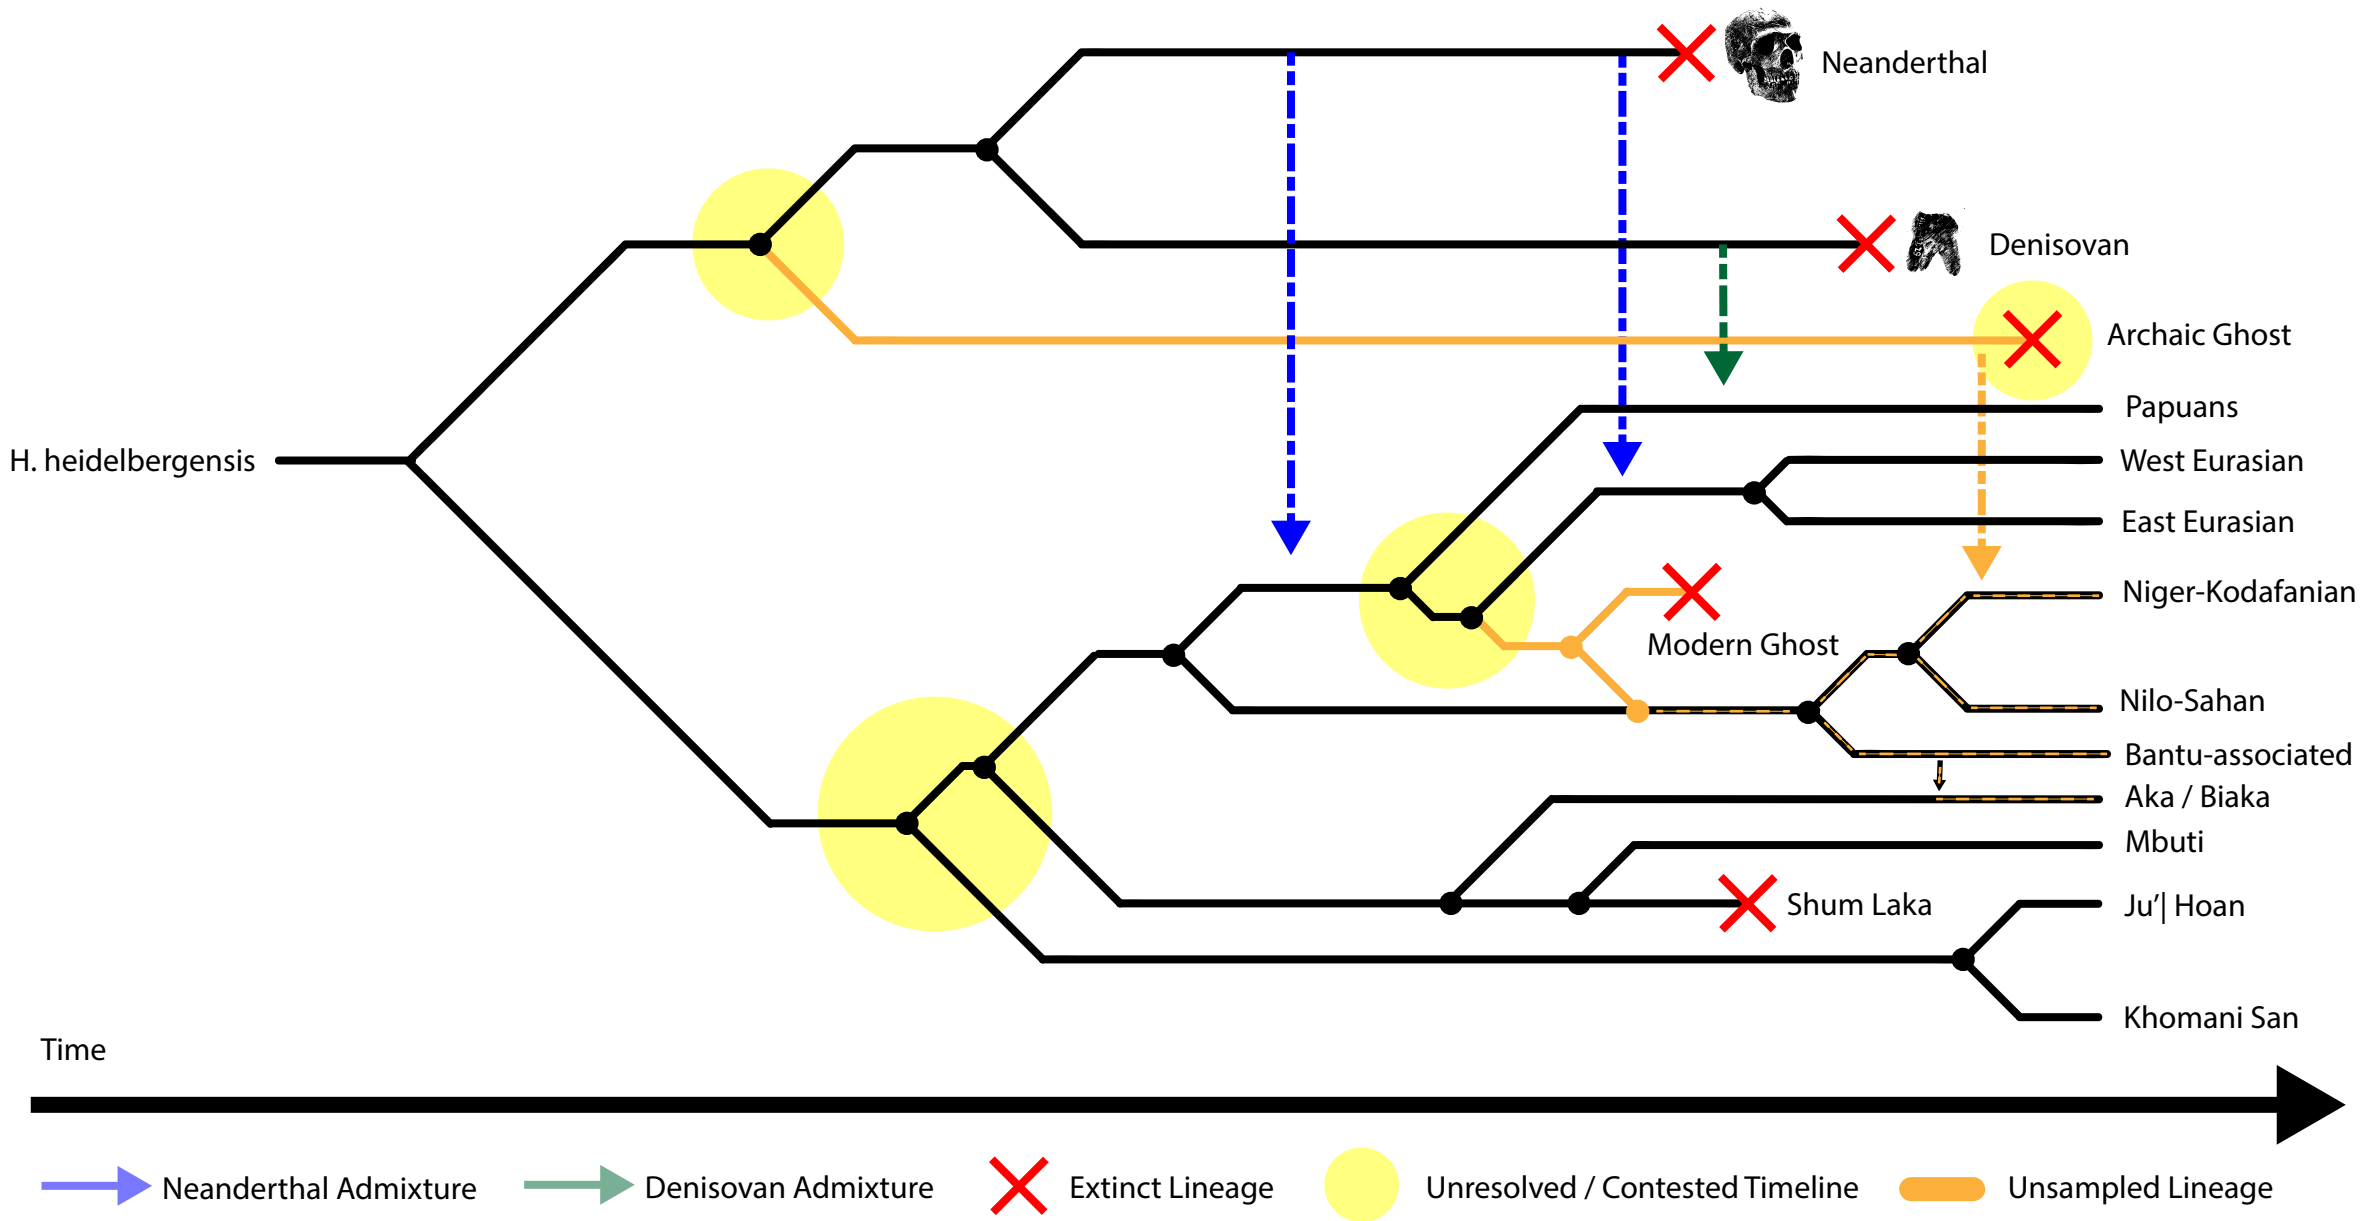 Neanderthal
Denisovan
Archaic Ghost
Papuans
H. heidelbergensis
West Eurasian
East Eurasian
Niger-Kodafanian
Modern Ghost
Nilo-Sahan
Bantu-associated
Aka / Biaka
Mbuti
Shum Laka
Ju’| Hoan
Khomani San
Time
Neanderthal Admixture
Denisovan Admixture
Extinct Lineage
Unresolved / Contested Timeline
Unsampled Lineage